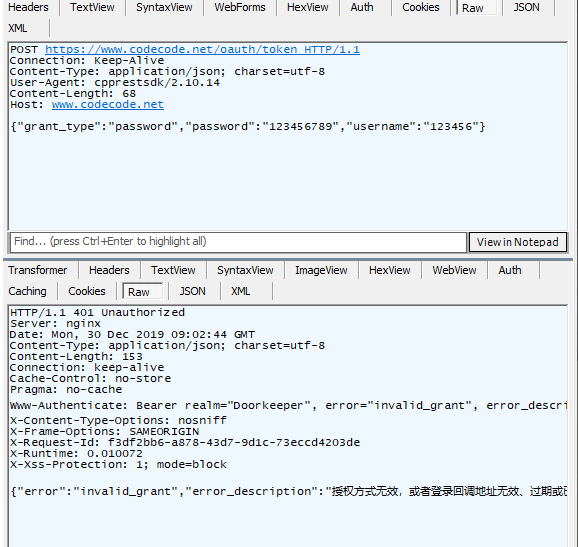 Headers TextView SyntaxView WebForms HexView Auth Cookies Raw JSON
XML
POST https://www.codecode.net/oauth/token HTTP/1.1
Connection: Keep-Alive
Content-Type: application/json; charset=utf-8
User-Agent: cpprestsdk/2.10.14
Content-Length: 68
Host: www.codecode.net
{"grant_type":"password","password":"123456789","username":"123456"}
Find... (press Ctrl+Enter to highlight all) View in Notepad
Transformer Headers TextView SyntaxView ImageView HexView WebView Auth
Caching Cookies Raw JSON XML
HTTP/1.1 401 Unauthorized
Server: nginx
Date: Mon, 30 Dec 2019 09:02:44 GMT
Content-Type: application/json; charset=utf-8
Content-Length: 153
Connection: keep-alive
Cache-Control: no-store
Pragma: no-cache
Www-Authenticate: Bearer realm="Doorkeeper", error="invalid_grant", error_descri
X-Content-Type-Options: nosniff
X-Frame-Options: SAMEORIGIN
X-Request-Id: f3df2bb6-a878-43d7-9d1c-73eccd4203de
X-Runtime: 0.010072
X-Xss-Protection: 1; mode=block
{"error":"invalid_grant","error_description":"授权方式无效，或者登录回调地址无效、过期或已